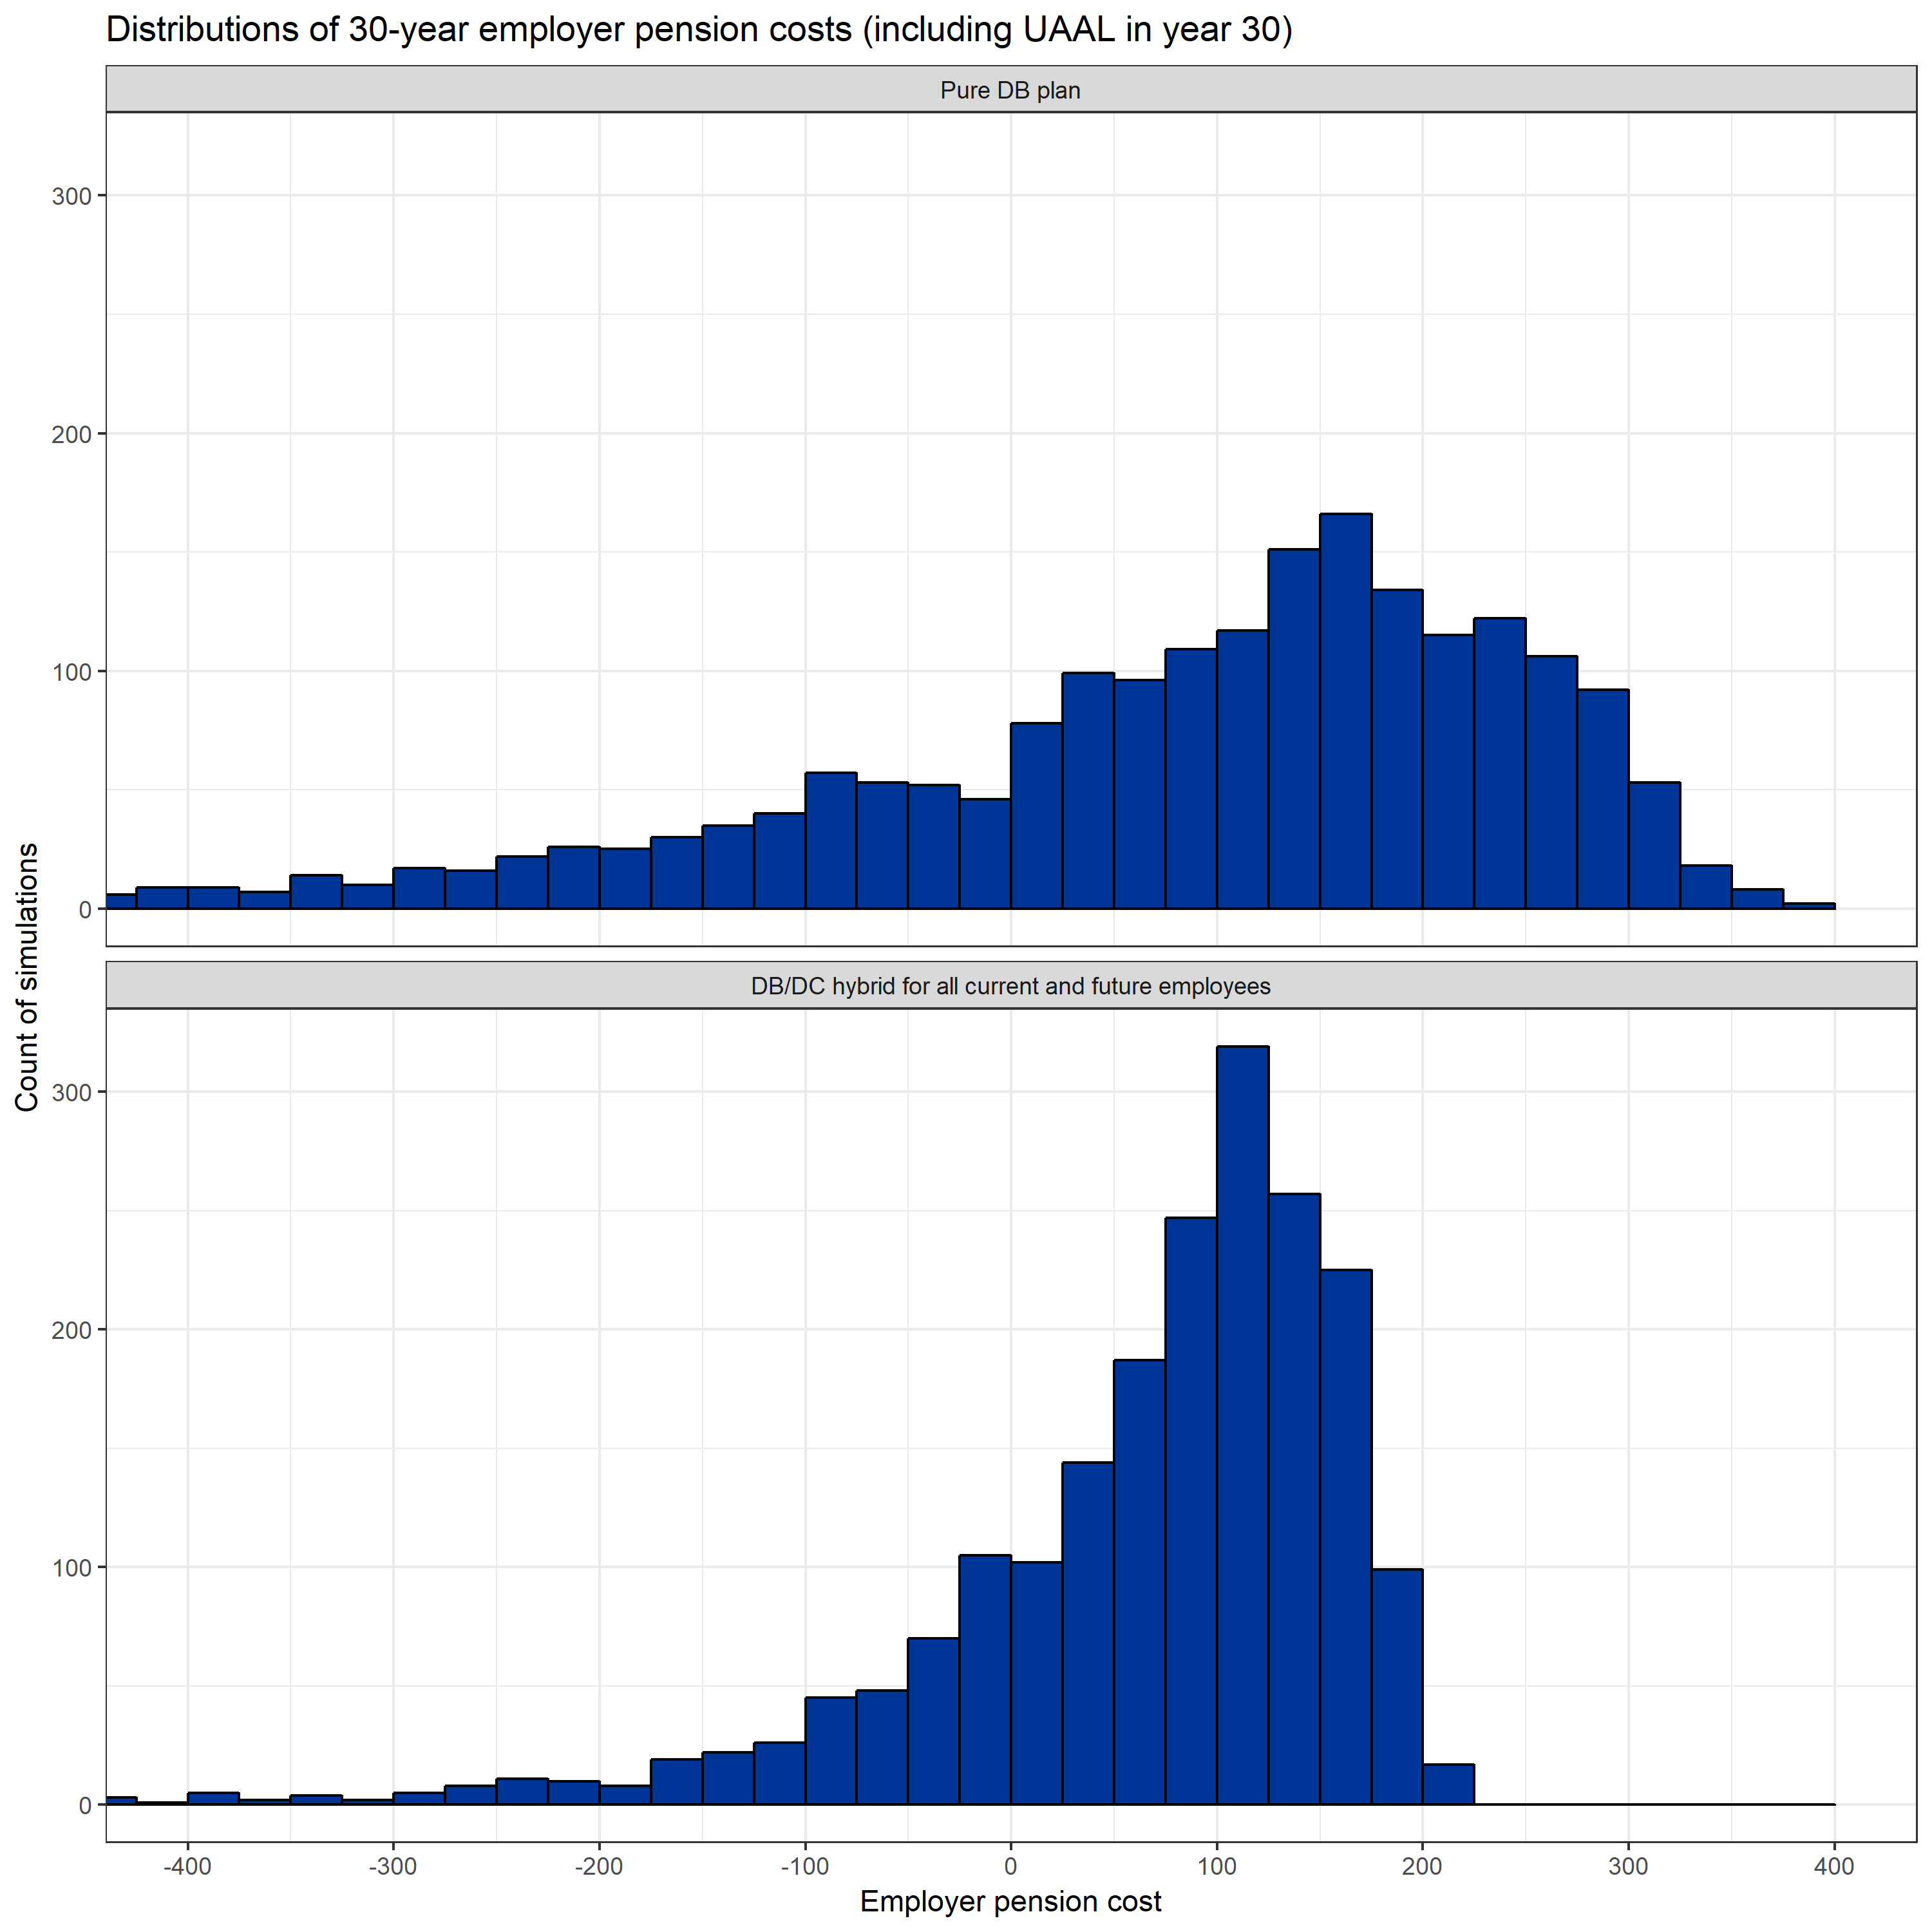 Distributions of 30-year employer pension costs (including UAAL in year 30)
Pure DB plan
300
200
100
0
DB/DC hybrid for all current and future employees
300
200
100
0
Count of simulations
-400 -300 -200 -100 0 100 200 300 400
Employer pension cost